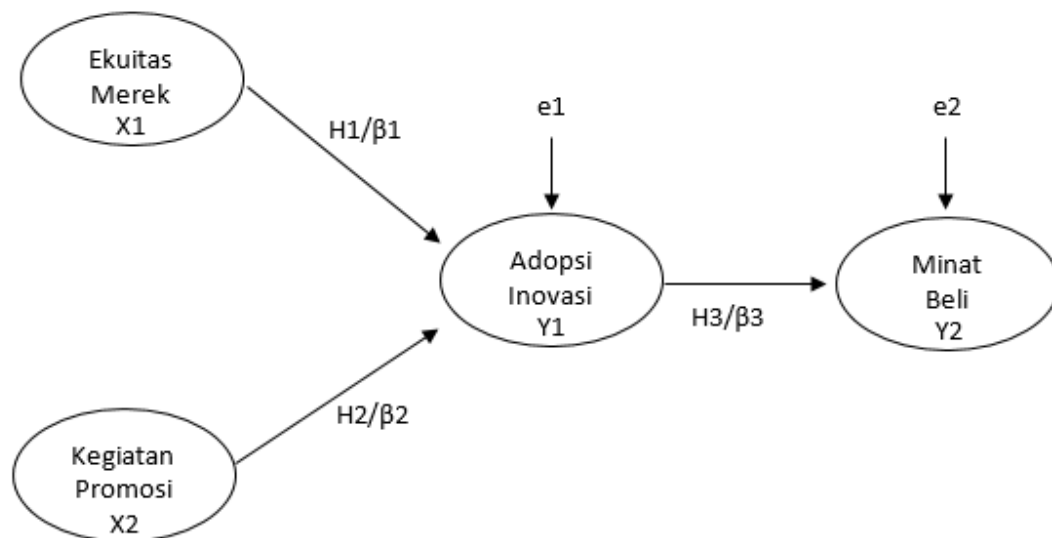 Ekuitas
Merek
X1
H1/β1
e1
e2
Adopsi
Inovasi
Y1
H3/β3
Minat
Beli
Y2
H2/β2
Kegiatan
Promosi
X2